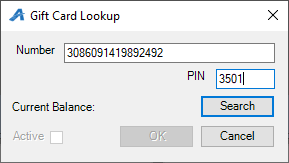 Gift Card Lookup
Number 3086091419892492
PIN 3501
Current Balance: Search
Active OK Cancel